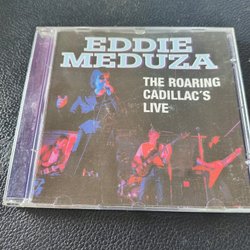 EDDIE
MEDUZA
THE ROARING
CADILLAC'S
LIVE